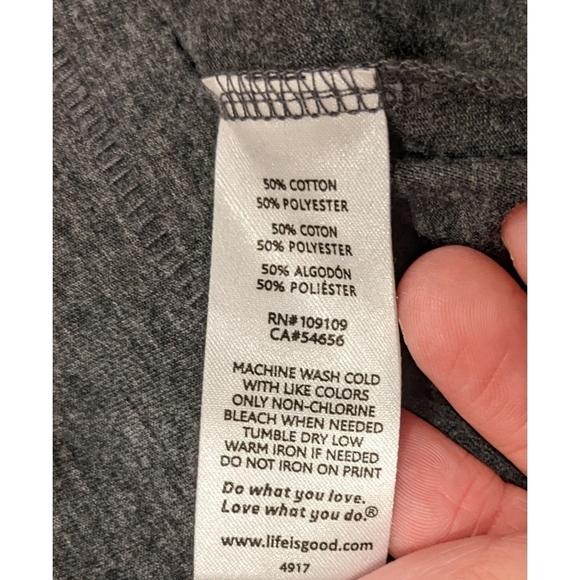 50% COTTON
50% POLYESTER
50% COTON
50% POLYESTER
50% ALGODÓN
50% POLIÉSTER
RN#109109
CA#54656
MACHINE WASH COLD
WITH LIKE COLORS
ONLY NON-CHLORINE
BLEACH WHEN NEEDED
TUMBLE DRY LOW
WARM IRON IF NEEDED
DO NOT IRON ON PRINT
Do what you love.
Love what you do.®
www.lifeisgood.com
4917